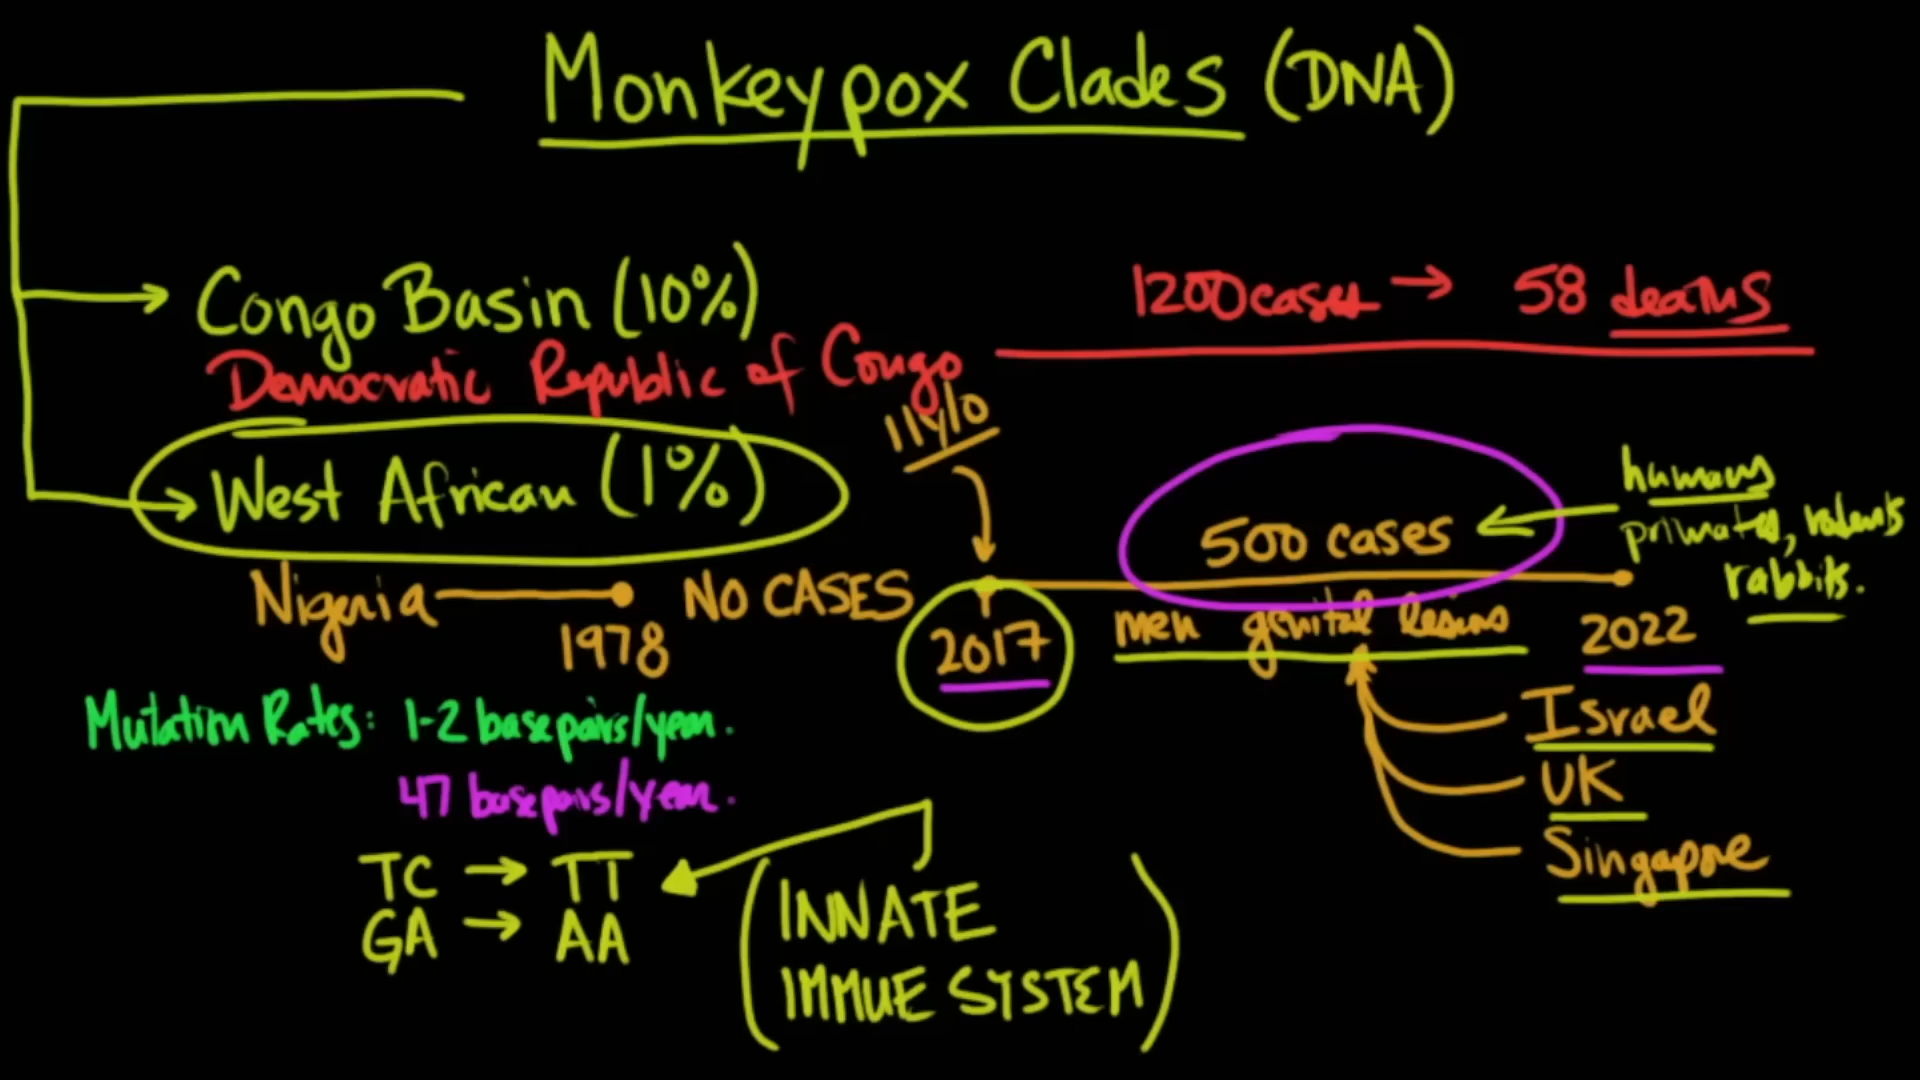 Monkeypox Clades (DNA)
Congo Basin (10%)
1200 cases → 58 deaths
Democratic Republic of Congo
11 y/o
West African (1%)
humans
500 cases
primates, rodents
rabbits.
Nigeria
NO CASES
1978
2017
men genital lesions
2022
Mutation Rates: 1-2 base pairs/year.
Israel
47 base pairs/year.
UK
TC → TT
Singapore
GA → AA
(INNATE
IMMUE SYSTEM)